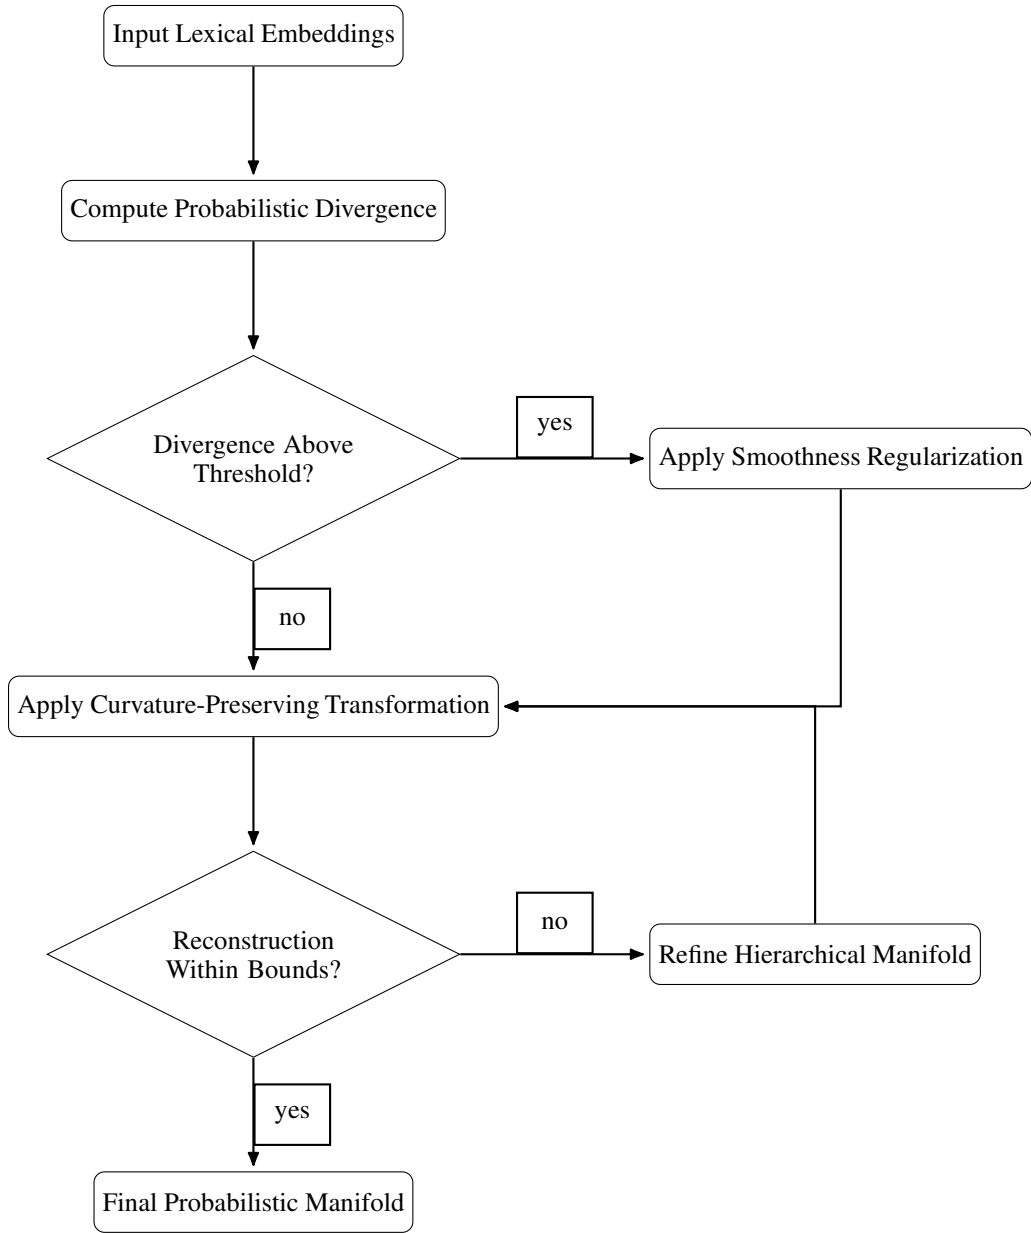 Input Lexical Embeddings
Compute Probabilistic Divergence
Divergence Above
Threshold?
yes
Apply Smoothness Regularization
no
Apply Curvature-Preserving Transformation
Reconstruction
Within Bounds?
no
Refine Hierarchical Manifold
yes
Final Probabilistic Manifold